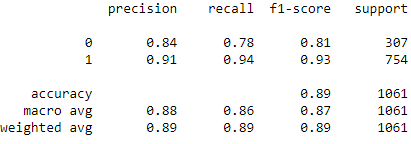 precision recall f1-score support
0 0.84 0.78 0.81 307
1 0.91 0.94 0.93 754
accuracy 0.89 1061
macro avg 0.88 0.86 0.87 1061
weighted avg 0.89 0.89 0.89 1061